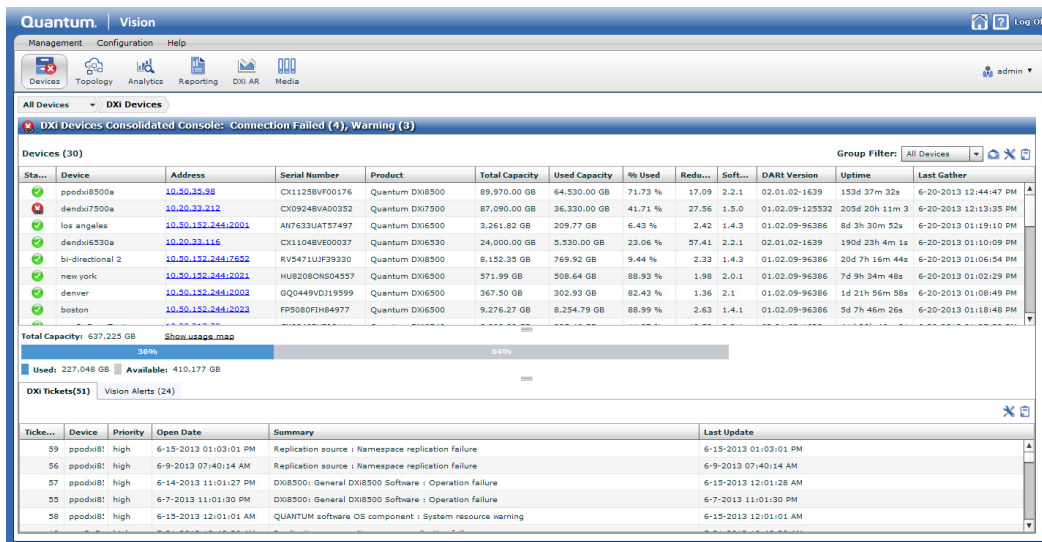 Quantum. Vision
Log Of
Management Configuration Help
Devices Topology Analytics Reporting DXi AR Media
admin
All Devices DXi Devices
DXi Devices Consolidated Console: Connection Failed (4), Warning (3)
Devices (30) Group Filter: All Devices
Sta... Device Address Serial Number Product Total Capacity Used Capacity % Used Redu... Soft... DARt Version Uptime Last Gather
ppodxi8500a 10.50.35.98 CX1125BVF00176 Quantum DXi8500 89,970.00 GB 64,530.00 GB 71.73 % 17.09 2.2.1 02.01.02-1639 153d 37m 32s 6-20-2013 12:44:47 PM
dendxi7500a 10.20.33.212 CX0924BVA00352 Quantum DXi7500 87,090.00 GB 36,330.00 GB 41.71 % 27.56 1.5.0 01.02.09-125532 205d 20h 11m 3 6-20-2013 12:13:35 PM
los angeles 10.50.152.244:2001 AN7633UAT57497 Quantum DXi6500 3,261.82 GB 209.77 GB 6.43 % 2.42 1.4.3 01.02.09-96386 8d 3h 30m 52s 6-20-2013 01:19:10 PM
dendxi6530a 10.20.33.116 CX1104BVE00037 Quantum DXi6530 24,000.00 GB 5,530.00 GB 23.06 % 57.41 2.2.1 02.01.02-1639 190d 23h 4m 1s 6-20-2013 01:10:09 PM
bi-directional 2 10.50.152.244:7652 RV5471UJF39330 Quantum DXi8500 8,152.35 GB 769.92 GB 9.44 % 2.33 1.4.3 01.02.09-96386 20d 7h 16m 44s 6-20-2013 01:06:54 PM
new york 10.50.152.244:2021 HU8208ONS04557 Quantum DXi6500 571.99 GB 508.64 GB 88.93 % 1.98 2.0.1 01.02.09-96386 7d 9h 34m 48s 6-20-2013 01:02:29 PM
denver 10.50.152.244:2003 GQ0449VDJ19599 Quantum DXi6500 367.50 GB 302.93 GB 82.43 % 1.36 2.1 01.02.09-96386 1d 21h 56m 58s 6-20-2013 01:08:49 PM
boston 10.50.152.244:2023 FP5080FIH84977 Quantum DXi6500 9,276.27 GB 8,254.79 GB 88.99 % 2.63 1.4.1 01.02.09-96386 5d 7h 46m 26s 6-20-2013 01:18:48 PM
Total Capacity: 637,225 GB Show usage map
36% 64%
Used: 227,048 GB Available: 410,177 GB
DXi Tickets(51) Vision Alerts (24)
Ticke... Device Priority Open Date Summary Last Update
59 ppodxi8 high 6-15-2013 01:03:01 PM Replication source : Namespace replication failure 6-15-2013 01:03:01 PM
56 ppodxi8 high 6-9-2013 07:40:14 AM Replication source : Namespace replication failure 6-9-2013 07:40:14 AM
57 ppodxi8 high 6-14-2013 11:01:27 PM DXi8500: General DXi8500 Software : Operation failure 6-15-2013 12:01:28 AM
55 ppodxi8 high 6-7-2013 11:01:30 PM DXi8500: General DXi8500 Software : Operation failure 6-7-2013 11:01:30 PM
58 ppodxi8 high 6-15-2013 12:01:01 AM QUANTUM software OS component : System resource warning 6-15-2013 12:01:01 AM